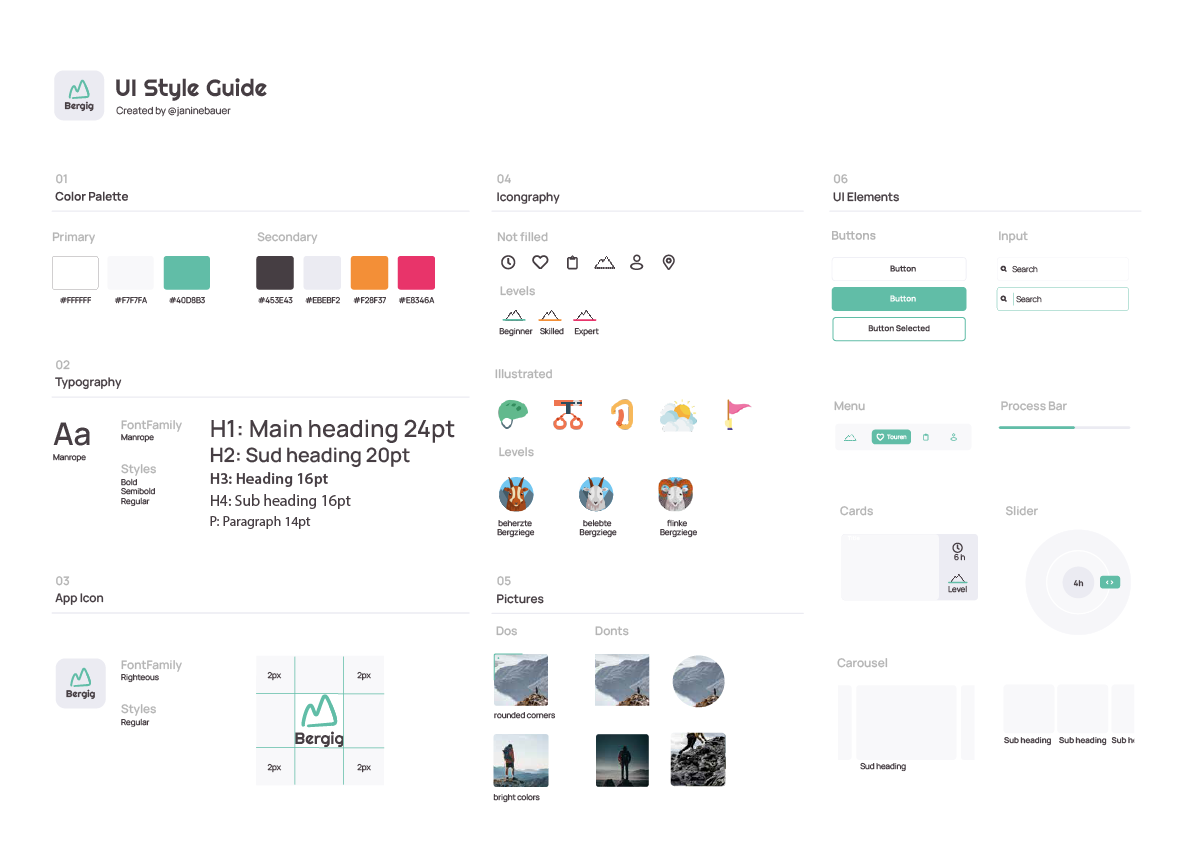 Bergig
UI Style Guide
Created by @janinebauer
01
Color Palette
Primary
#FFFFFF
#F7F7FA
#40D8B3
Secondary
#453E43
#EBEBF2
#F28F37
#E8346A
02
Typography
Aa
Manrope
FontFamily
Manrope
Styles
Bold
Semibold
Regular
H1: Main heading 24pt
H2: Sud heading 20pt
H3: Heading 16pt
H4: Sub heading 16pt
P: Paragraph 14pt
03
App Icon
Bergig
FontFamily
Righteous
Styles
Regular
2px
2px
Bergig
2px
2px
04
Icongraphy
Not filled
Levels
Beginner
Skilled
Expert
Illustrated
Levels
beherzte
Bergziege
belebte
Bergziege
flinke
Bergziege
05
Pictures
Dos
Donts
rounded corners
bright colors
06
UI Elements
Buttons
Button
Button
Button Selected
Input
Search
Search
Menu
Touren
Process Bar
Cards
6 h
Level
Slider
4h
Carousel
Sud heading
Sub heading
Sub heading
Sub h